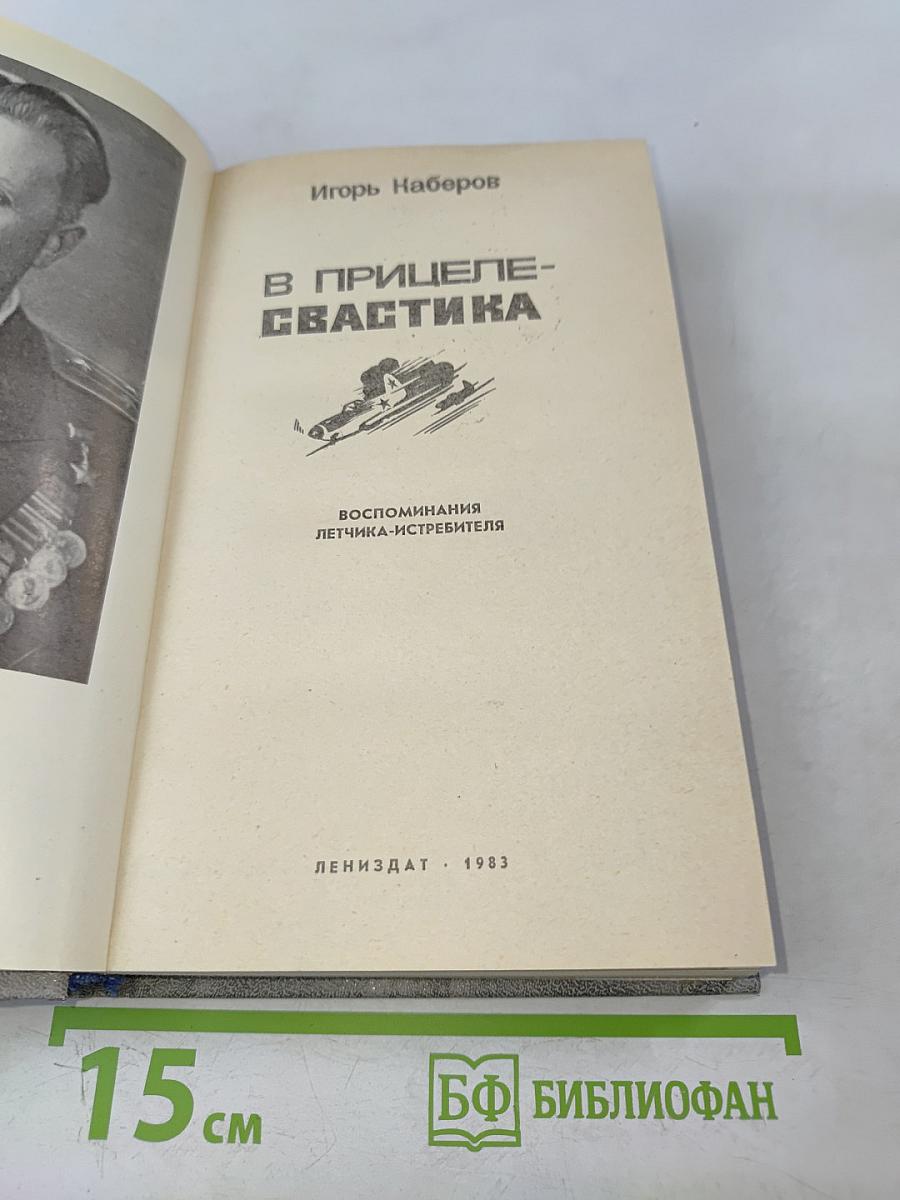 Игорь Каберов
В ПРИЦЕЛЕ-
СВАСТИКА
ВОСПОМИНАНИЯ
ЛЕТЧИКА-ИСТРЕБИТЕЛЯ
ЛЕНИЗДАТ · 1983
15 см
БФ БИБЛИОФАН